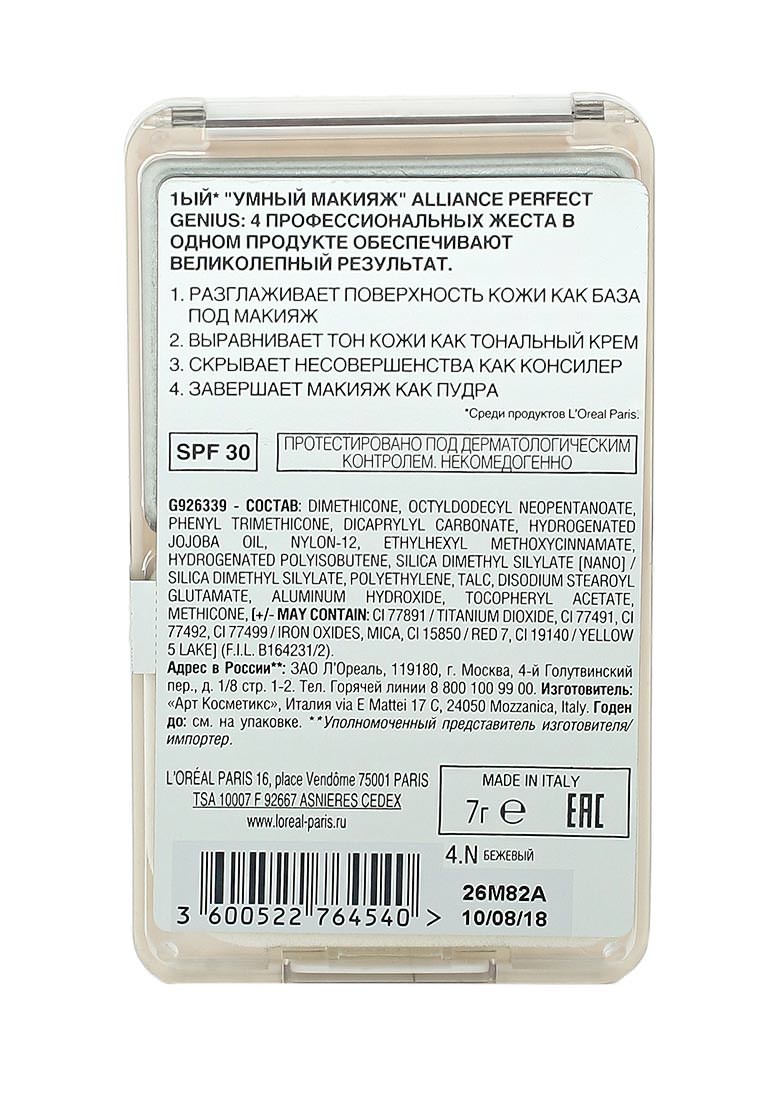 1ЫЙ* "УМНЫЙ МАКИЯЖ" ALLIANCE PERFECT
GENIUS: 4 ПРОФЕССИОНАЛЬНЫХ ЖЕСТА В
ОДНОМ ПРОДУКТЕ ОБЕСПЕЧИВАЮТ
ВЕЛИКОЛЕПНЫЙ РЕЗУЛЬТАТ.
1. РАЗГЛАЖИВАЕТ ПОВЕРХНОСТЬ КОЖИ КАК БАЗА
ПОД МАКИЯЖ
2. ВЫРАВНИВАЕТ ТОН КОЖИ КАК ТОНАЛЬНЫЙ КРЕМ
3. СКРЫВАЕТ НЕСОВЕРШЕНСТВА КАК КОНСИЛЕР
4. ЗАВЕРШАЕТ МАКИЯЖ КАК ПУДРА
*Среди продуктов L'Oreal Paris.
SPF 30
ПРОТЕСТИРОВАНО ПОД ДЕРМАТОЛОГИЧЕСКИМ
КОНТРОЛЕМ. НЕКОМЕДОГЕННО
G926339 - СОСТАВ: DIMETHICONE, OCTYLDODECYL NEOPENTANOATE,
PHENYL TRIMETHICONE, DICAPRYLYL CARBONATE, HYDROGENATED
JOJOBA OIL, NYLON-12, ETHYLHEXYL METHOXYCINNAMATE,
HYDROGENATED POLYISOBUTENE, SILICA DIMETHYL SILYLATE [NANO] /
SILICA DIMETHYL SILYLATE, POLYETHYLENE, TALC, DISODIUM STEAROYL
GLUTAMATE, ALUMINUM HYDROXIDE, TOCOPHERYL ACETATE,
METHICONE, [+/- MAY CONTAIN: CI 77891 / TITANIUM DIOXIDE, CI 77491, CI
77492, CI 77499 / IRON OXIDES, MICA, CI 15850 / RED 7, CI 19140 / YELLOW
5 LAKE] (F.I.L. B164231/2).
Адрес в России**: ЗАО Л'Ореаль, 119180, г. Москва, 4-й Голутвинский
пер., д. 1/8 стр. 1-2. Тел. Горячей линии 8 800 100 99 00. Изготовитель:
«Арт Косметикс», Италия via E Mattei 17 C, 24050 Mozzanica, Italy. Годен
до: см. на упаковке. **Уполномоченный представитель изготовителя/
импортер.
L'ORÉAL PARIS 16, place Vendôme 75001 PARIS
TSA 10007 F 92667 ASNIERES CEDEX
www.loreal-paris.ru
MADE IN ITALY
7г ℮ EAC
4.N БЕЖЕВЫЙ
26M82A
10/08/18
3 600522 764540 >